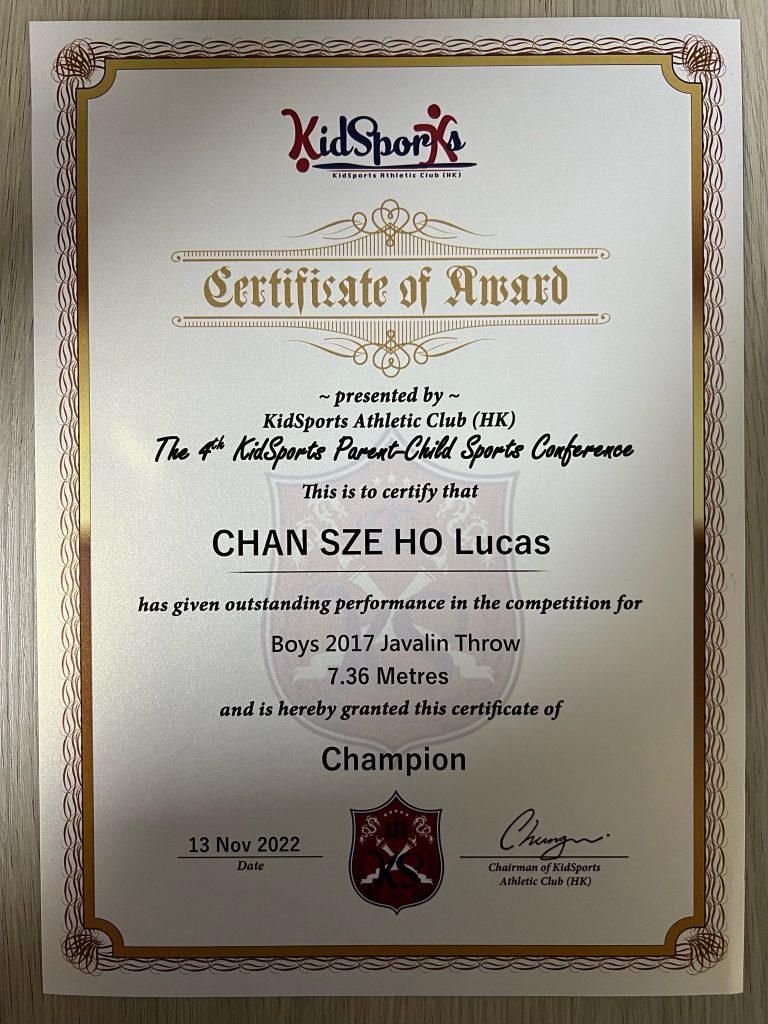 KidSports
KidSports Athletic Club (HK)
Certificate of Award
~ presented by ~
KidSports Athletic Club (HK)
The 4th KidSports Parent-Child Sports Conference
This is to certify that
CHAN SZE HO Lucas
has given outstanding performance in the competition for
Boys 2017 Javalin Throw
7.36 Metres
and is hereby granted this certificate of
Champion
13 Nov 2022
Date
KS
Chairman of KidSports
Athletic Club (HK)